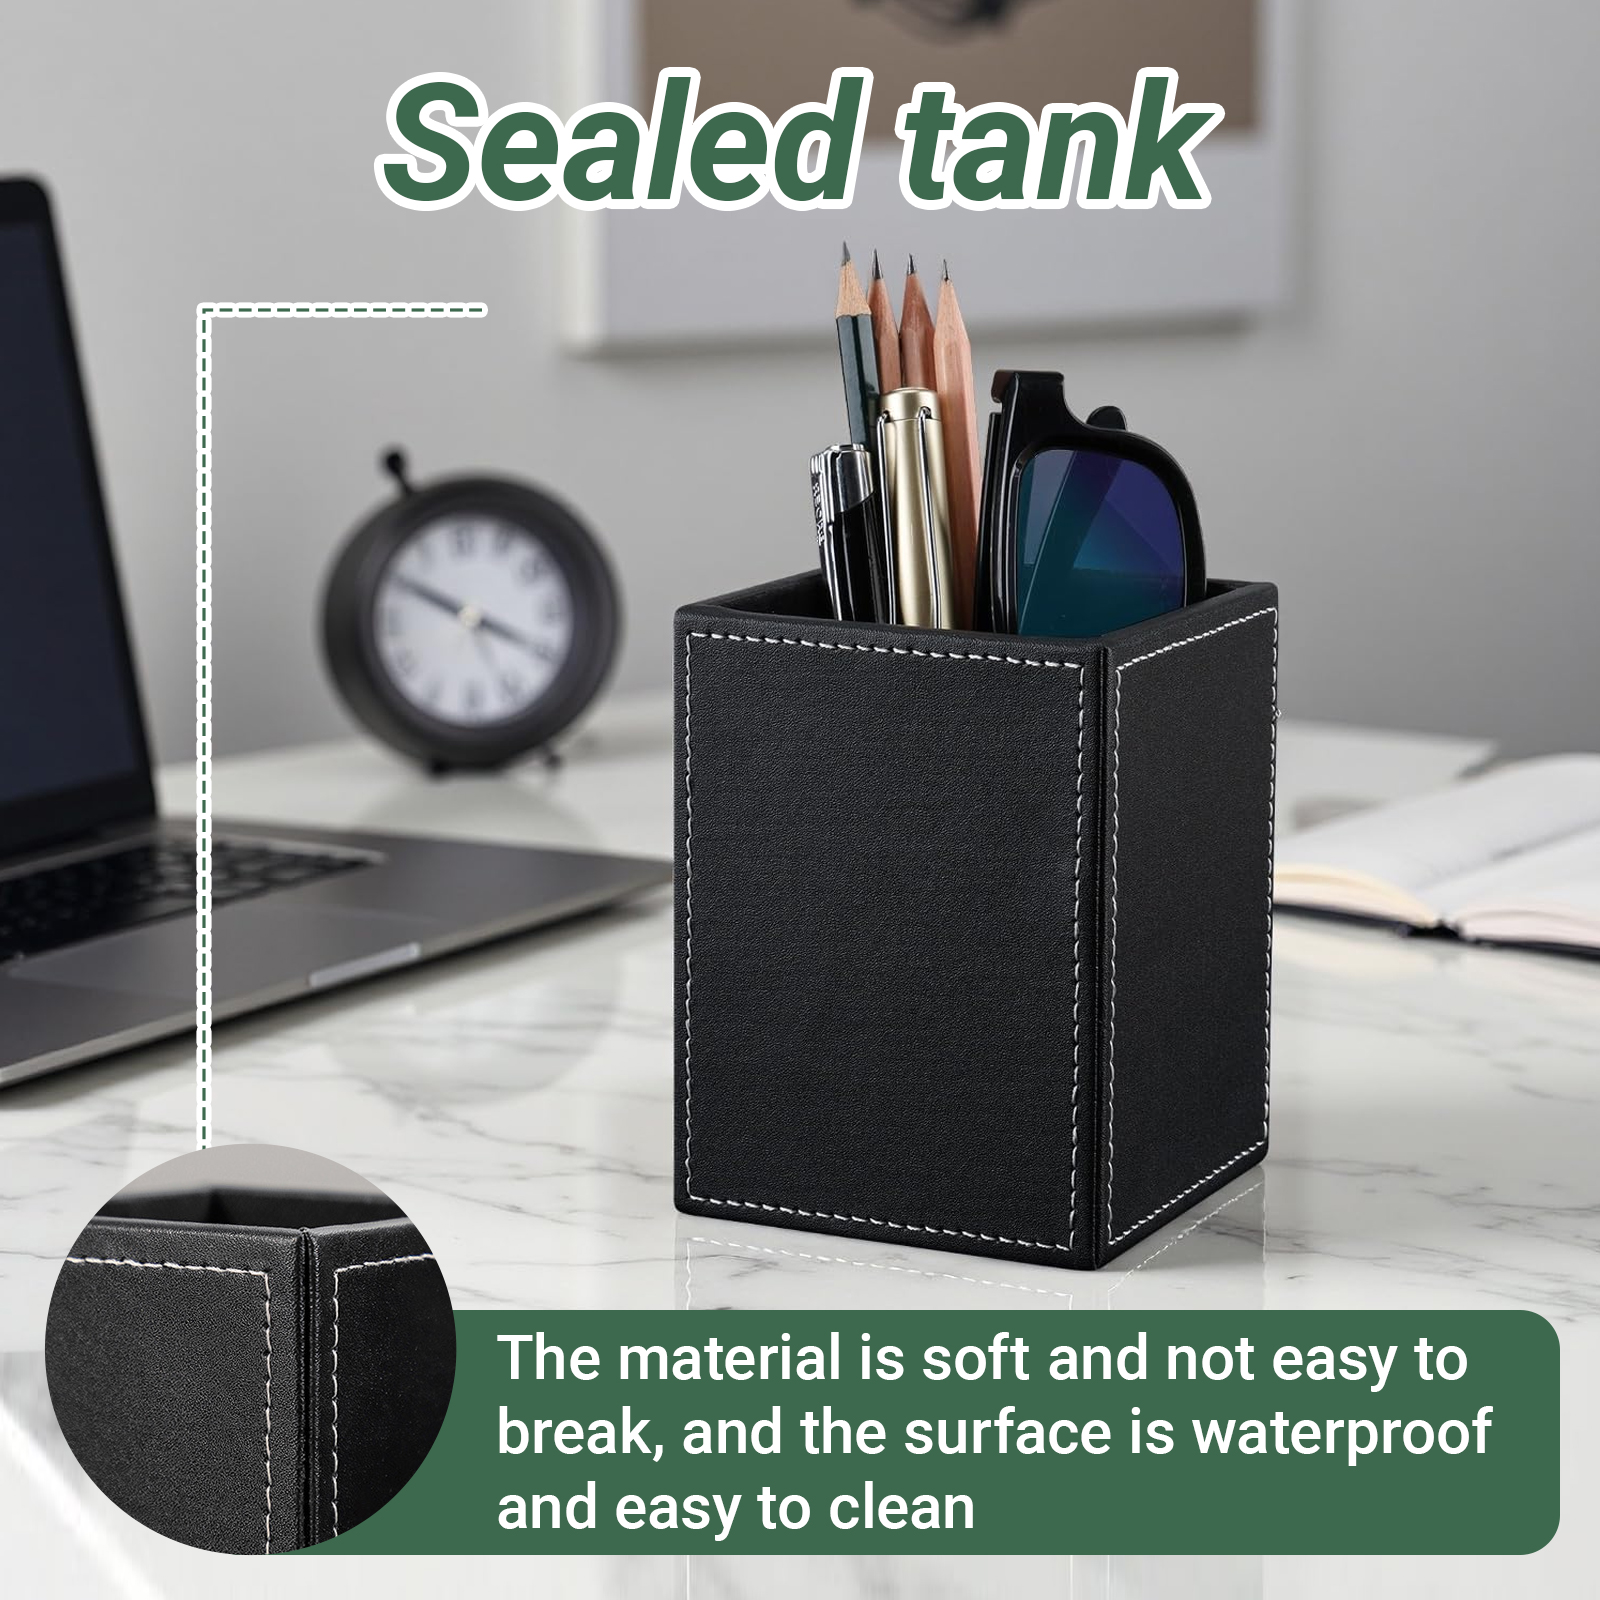 Sealed tank
The material is soft and not easy to
break, and the surface is waterproof
and easy to clean